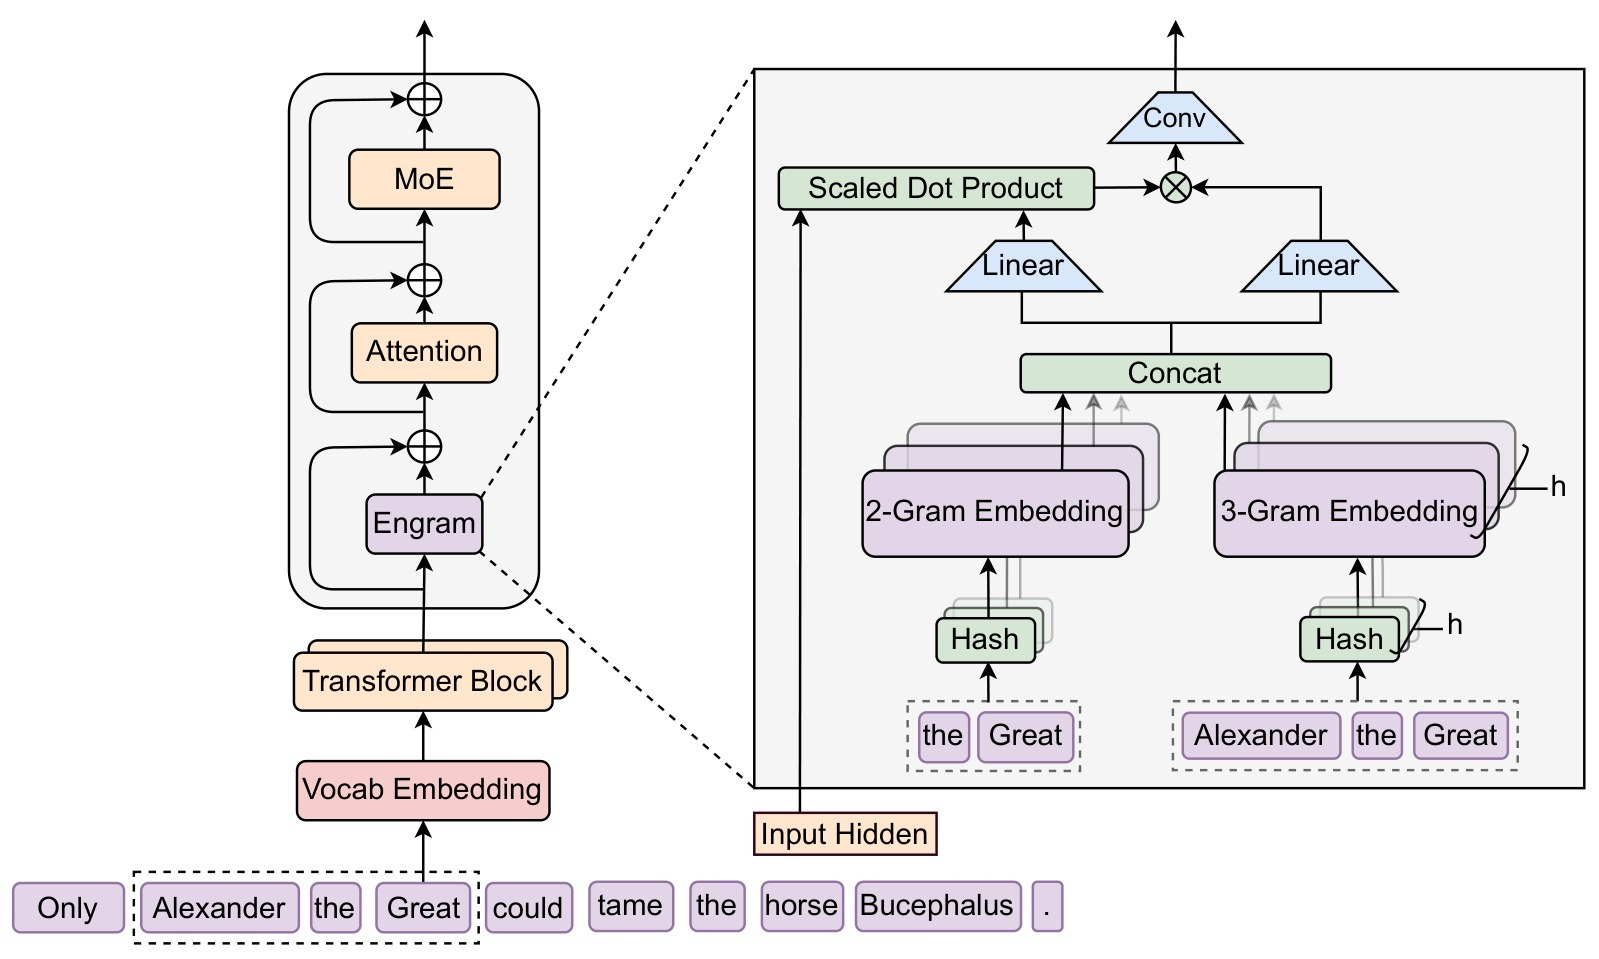 MoE
Attention
Engram
Transformer Block
Vocab Embedding
Only Alexander the Great could tame the horse Bucephalus .
Conv
Scaled Dot Product
Linear Linear
Concat
2-Gram Embedding 3-Gram Embedding h
Hash Hash h
the Great Alexander the Great
Input Hidden